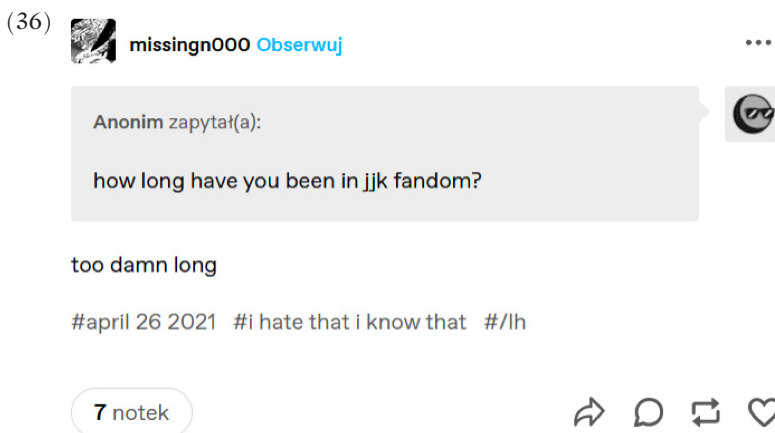 (36)
missingn000 Obserwuj
Anonim zapytał(a):
how long have you been in jjk fandom?
too damn long
#april 26 2021 #i hate that i know that #/lh
7 notek